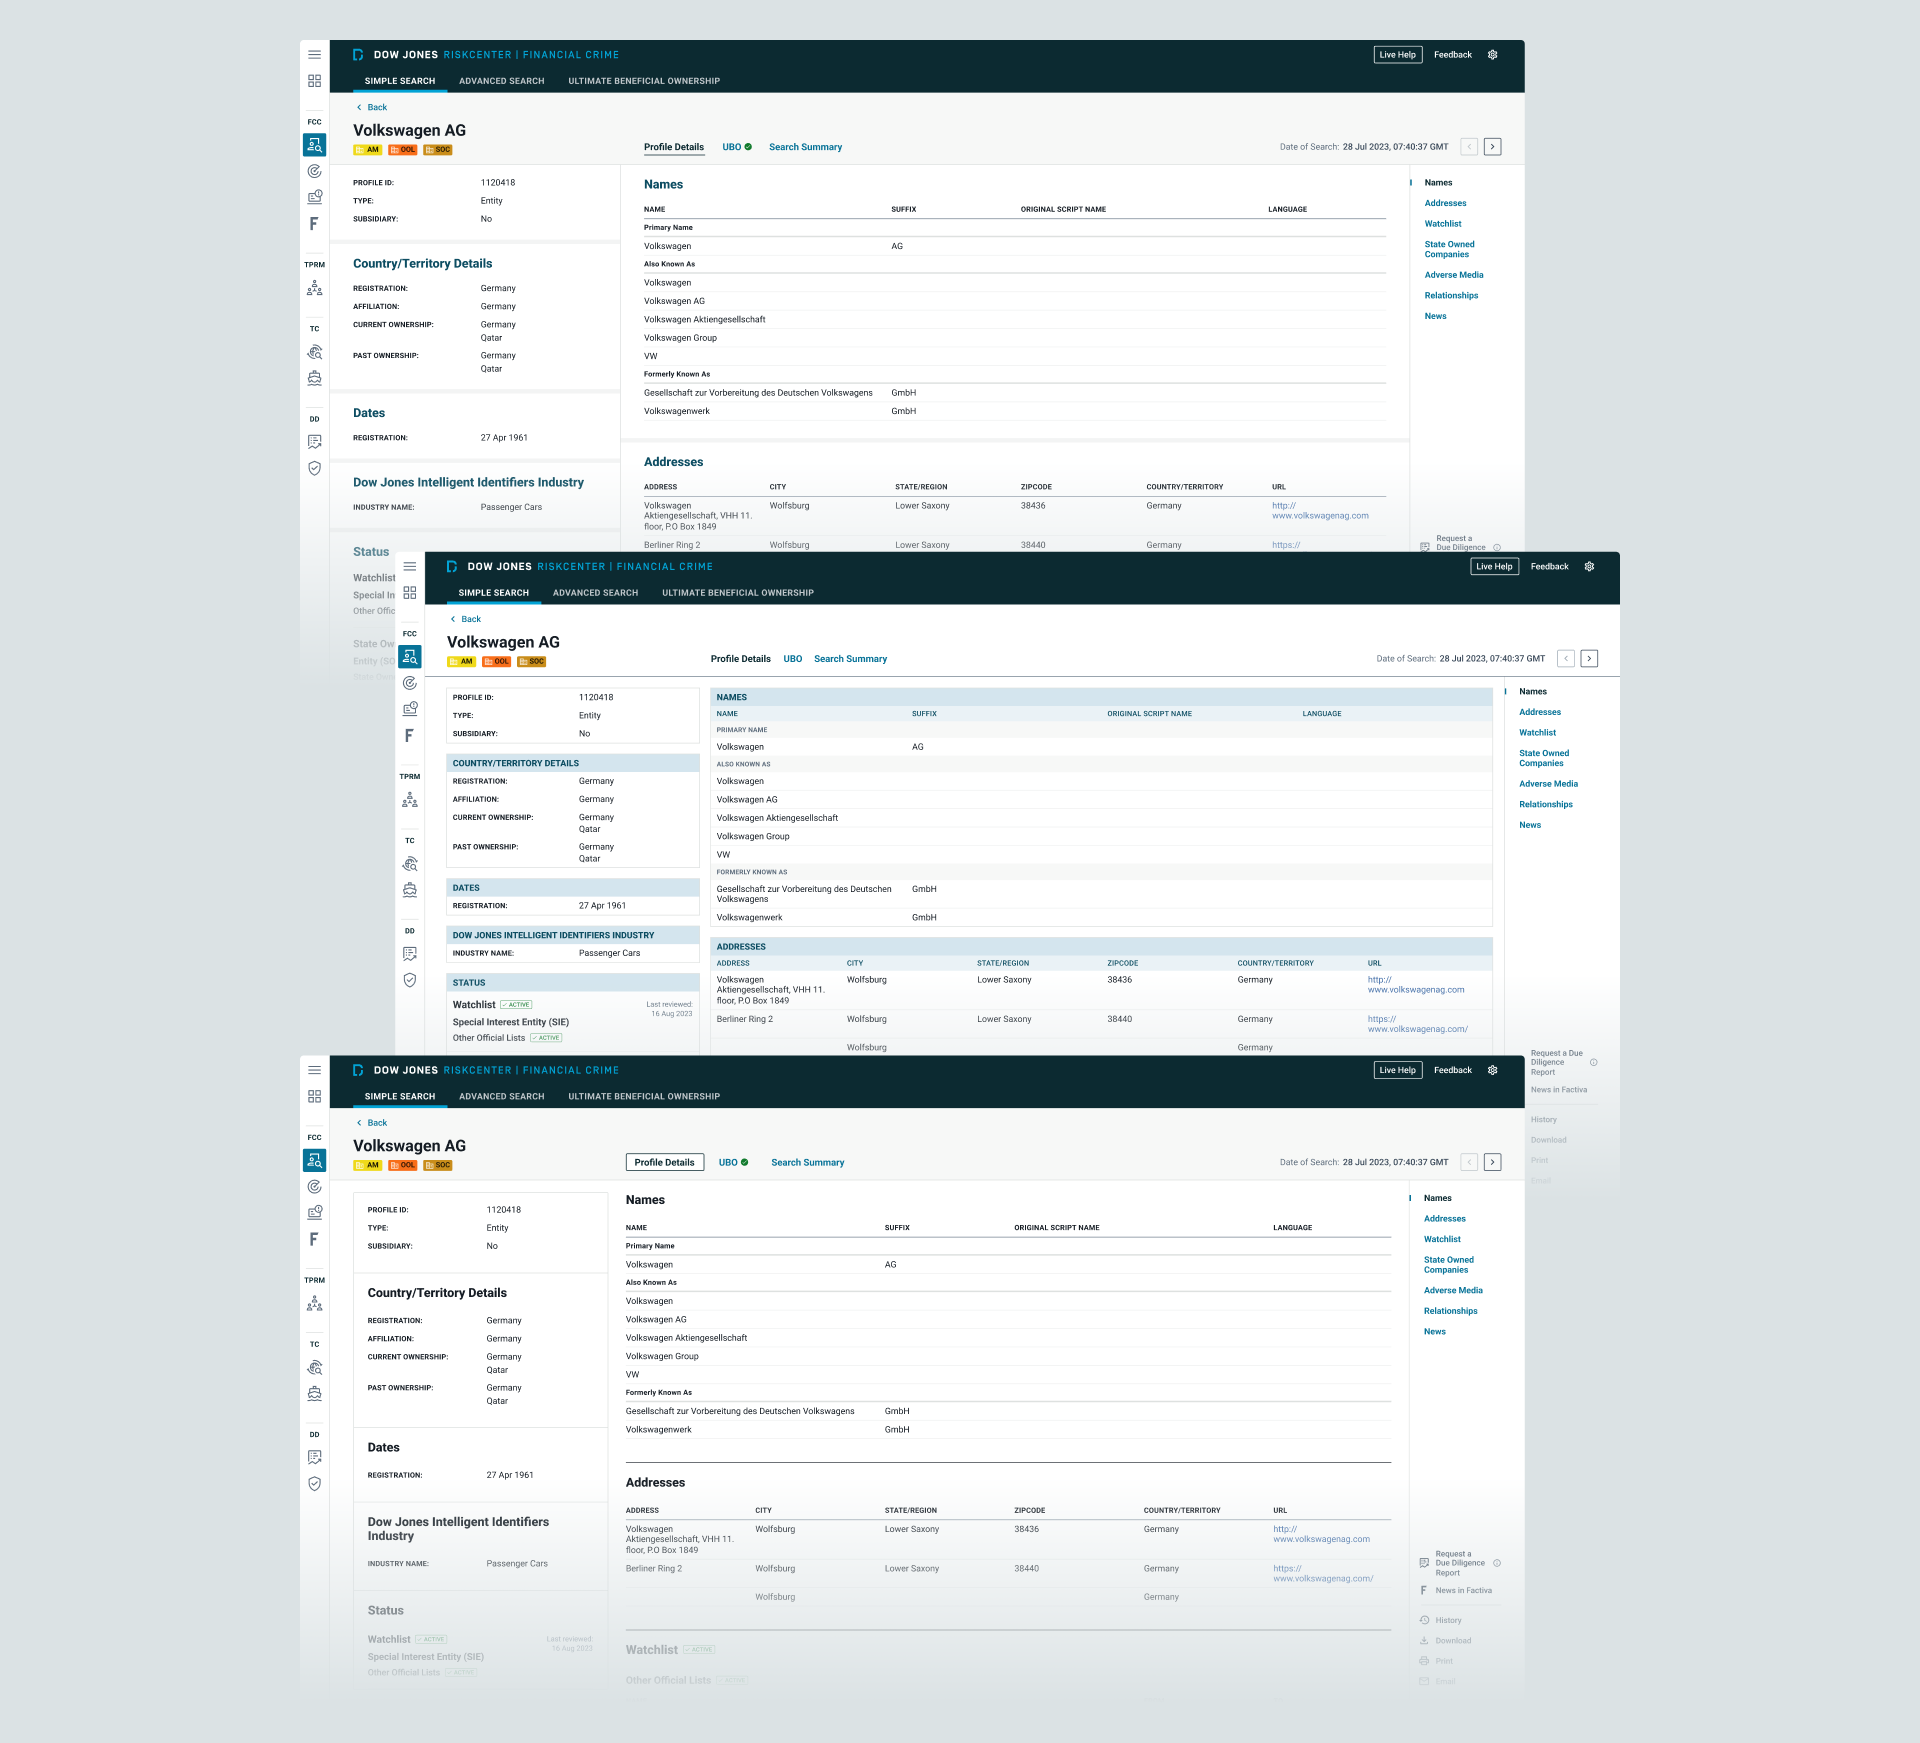 DOW JONES RISKCENTER | FINANCIAL CRIME
Live Help Feedback
SIMPLE SEARCH ADVANCED SEARCH ULTIMATE BENEFICIAL OWNERSHIP
Back
Volkswagen AG
AM OOL SOC
Profile Details UBO Search Summary
Date of Search: 28 Jul 2023, 07:40:37 GMT
FCC
TPRM
TC
DD
PROFILE ID: 1120418
TYPE: Entity
SUBSIDIARY: No
Country/Territory Details
REGISTRATION: Germany
AFFILIATION: Germany
CURRENT OWNERSHIP: Germany
Qatar
PAST OWNERSHIP: Germany
Qatar
Dates
REGISTRATION: 27 Apr 1961
Dow Jones Intelligent Identifiers Industry
INDUSTRY NAME: Passenger Cars
Status
Watchlist
Special In
Other Offic
State Ow
Entity (SO
State Own
Names
NAME SUFFIX ORIGINAL SCRIPT NAME LANGUAGE
Primary Name
Volkswagen AG
Also Known As
Volkswagen
Volkswagen AG
Volkswagen Aktiengesellschaft
Volkswagen Group
VW
Formerly Known As
Gesellschaft zur Vorbereitung des Deutschen Volkswagens GmbH
Volkswagenwerk GmbH
Addresses
ADDRESS CITY STATE/REGION ZIPCODE COUNTRY/TERRITORY URL
Volkswagen Wolfsburg Lower Saxony 38436 Germany http://
Aktiengesellschaft, VHH 11. www.volkswagenag.com
floor, P.O Box 1849
Berliner Ring 2 Wolfsburg Lower Saxony 38440 Germany https://
Names
Addresses
Watchlist
State Owned
Companies
Adverse Media
Relationships
News
Request a
Due Diligence
DOW JONES RISKCENTER | FINANCIAL CRIME
Live Help Feedback
SIMPLE SEARCH ADVANCED SEARCH ULTIMATE BENEFICIAL OWNERSHIP
Back
Volkswagen AG
AM OOL SOC
Profile Details UBO Search Summary
Date of Search: 28 Jul 2023, 07:40:37 GMT
FCC
TPRM
TC
DD
PROFILE ID: 1120418
TYPE: Entity
SUBSIDIARY: No
COUNTRY/TERRITORY DETAILS
REGISTRATION: Germany
AFFILIATION: Germany
CURRENT OWNERSHIP: Germany
Qatar
PAST OWNERSHIP: Germany
Qatar
DATES
REGISTRATION: 27 Apr 1961
DOW JONES INTELLIGENT IDENTIFIERS INDUSTRY
INDUSTRY NAME: Passenger Cars
STATUS
Watchlist ACTIVE Last reviewed:
16 Aug 2023
Special Interest Entity (SIE)
Other Official Lists ACTIVE
NAMES
NAME SUFFIX ORIGINAL SCRIPT NAME LANGUAGE
PRIMARY NAME
Volkswagen AG
ALSO KNOWN AS
Volkswagen
Volkswagen AG
Volkswagen Aktiengesellschaft
Volkswagen Group
VW
FORMERLY KNOWN AS
Gesellschaft zur Vorbereitung des Deutschen GmbH
Volkswagens
Volkswagenwerk GmbH
ADDRESSES
ADDRESS CITY STATE/REGION ZIPCODE COUNTRY/TERRITORY URL
Volkswagen Wolfsburg Lower Saxony 38436 Germany http://
Aktiengesellschaft, VHH 11. www.volkswagenag.com
floor, P.O Box 1849
Berliner Ring 2 Wolfsburg Lower Saxony 38440 Germany https://
www.volkswagenag.com/
Wolfsburg Germany
Names
Addresses
Watchlist
State Owned
Companies
Adverse Media
Relationships
News
Request a Due
Diligence
Report
News in Factiva
History
Download
Print
Email
DOW JONES RISKCENTER | FINANCIAL CRIME
Live Help Feedback
SIMPLE SEARCH ADVANCED SEARCH ULTIMATE BENEFICIAL OWNERSHIP
Back
Volkswagen AG
AM OOL SOC
Profile Details UBO Search Summary
Date of Search: 28 Jul 2023, 07:40:37 GMT
FCC
TPRM
TC
DD
PROFILE ID: 1120418
TYPE: Entity
SUBSIDIARY: No
Country/Territory Details
REGISTRATION: Germany
AFFILIATION: Germany
CURRENT OWNERSHIP: Germany
Qatar
PAST OWNERSHIP: Germany
Qatar
Dates
REGISTRATION: 27 Apr 1961
Dow Jones Intelligent Identifiers
Industry
INDUSTRY NAME: Passenger Cars
Status
Watchlist ACTIVE Last reviewed:
16 Aug 2023
Special Interest Entity (SIE)
Other Official Lists ACTIVE
Names
NAME SUFFIX ORIGINAL SCRIPT NAME LANGUAGE
Primary Name
Volkswagen AG
Also Known As
Volkswagen
Volkswagen AG
Volkswagen Aktiengesellschaft
Volkswagen Group
VW
Formerly Known As
Gesellschaft zur Vorbereitung des Deutschen Volkswagens GmbH
Volkswagenwerk GmbH
Addresses
ADDRESS CITY STATE/REGION ZIPCODE COUNTRY/TERRITORY URL
Volkswagen Wolfsburg Lower Saxony 38436 Germany http://
Aktiengesellschaft, VHH 11. www.volkswagenag.com
floor, P.O Box 1849
Berliner Ring 2 Wolfsburg Lower Saxony 38440 Germany https://
www.volkswagenag.com/
Wolfsburg Germany
Watchlist ACTIVE
Other Official Lists ACTIVE
Names
Addresses
Watchlist
State Owned
Companies
Adverse Media
Relationships
News
Request a
Due Diligence
Report
News in Factiva
History
Download
Print
Email